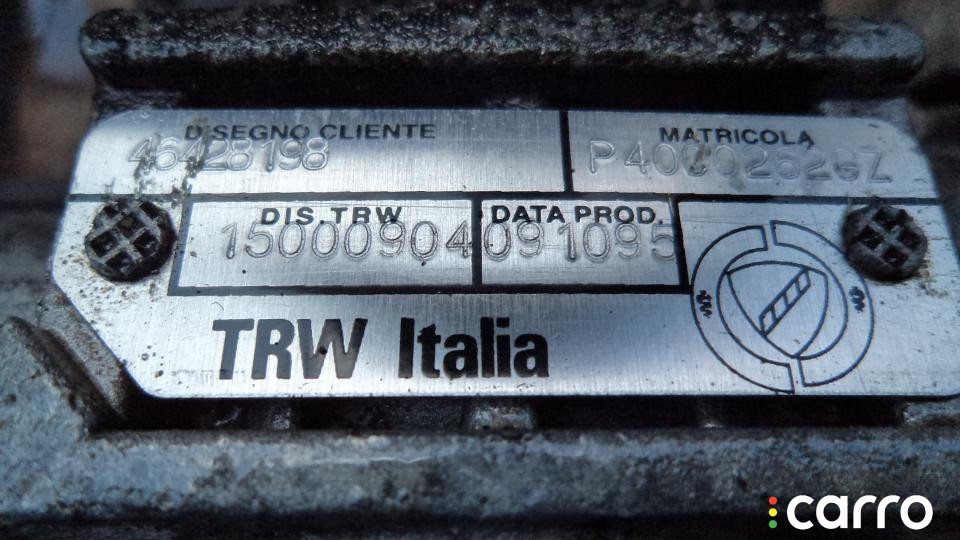 DISEGNO CLIENTE
46428198
MATRICOLA
DIS. TRW
15000904
DATA PROD.
091095
TRW Italia
carro